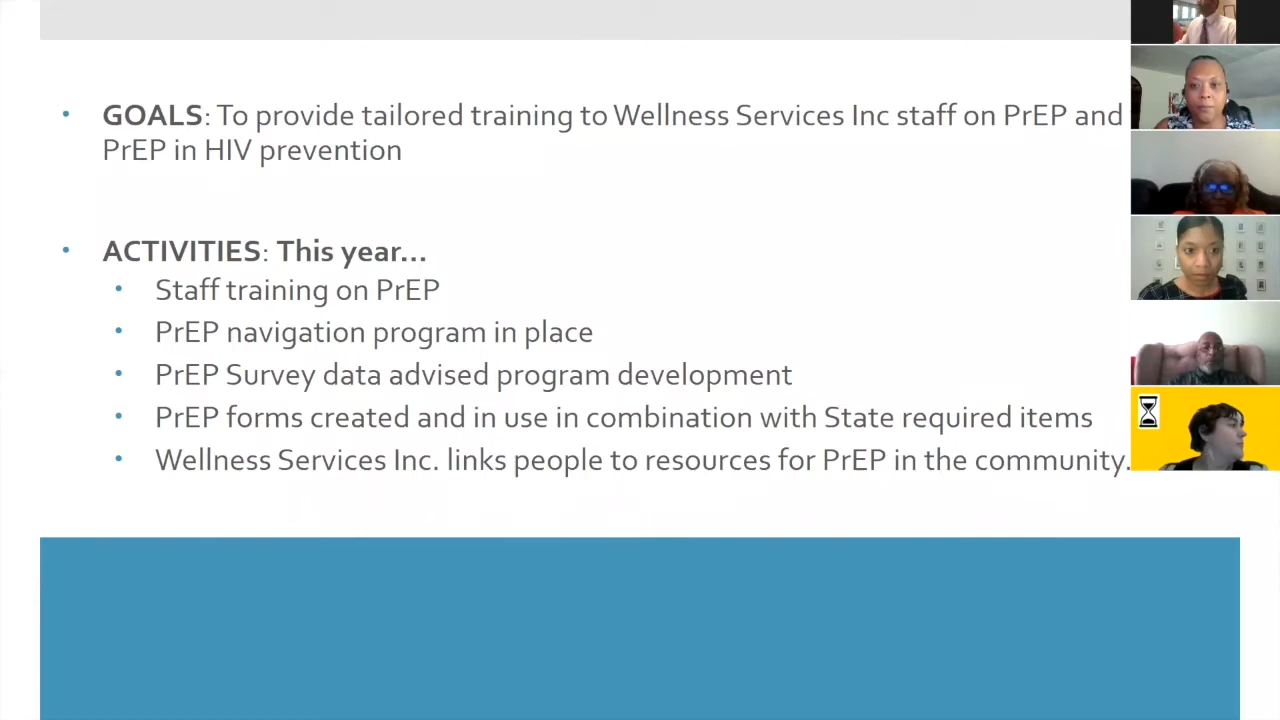 • GOALS: To provide tailored training to Wellness Services Inc staff on PrEP and
PrEP in HIV prevention
• ACTIVITIES: This year...
• Staff training on PrEP
• PrEP navigation program in place
• PrEP Survey data advised program development
• PrEP forms created and in use in combination with State required items
• Wellness Services Inc. links people to resources for PrEP in the community.